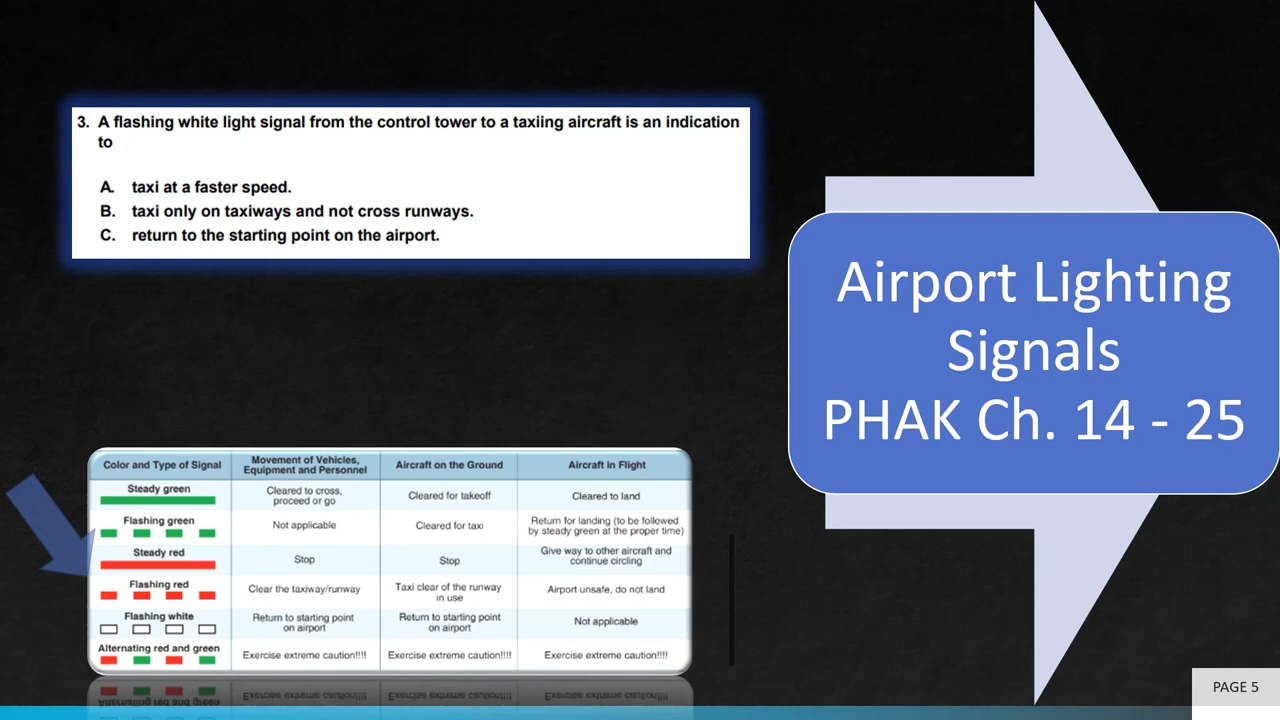 3. A flashing white light signal from the control tower to a taxiing aircraft is an indication
to
A. taxi at a faster speed.
B. taxi only on taxiways and not cross runways.
C. return to the starting point on the airport.
Airport Lighting
Signals
PHAK Ch. 14 - 25
Color and Type of Signal
Movement of Vehicles,
Equipment and Personnel
Aircraft on the Ground
Aircraft in Flight
Steady green
Cleared to cross,
proceed or go
Cleared for takeoff
Cleared to land
Flashing green
Not applicable
Cleared for taxi
Return for landing (to be followed
by steady green at the proper time)
Steady red
Stop
Stop
Give way to other aircraft and
continue circling
Flashing red
Clear the taxiway/runway
Taxi clear of the runway
in use
Airport unsafe, do not land
Flashing white
Return to starting point
on airport
Return to starting point
on airport
Not applicable
Alternating red and green
Exercise extreme caution!!!!
Exercise extreme caution!!!!
Exercise extreme caution!!!!
PAGE 5